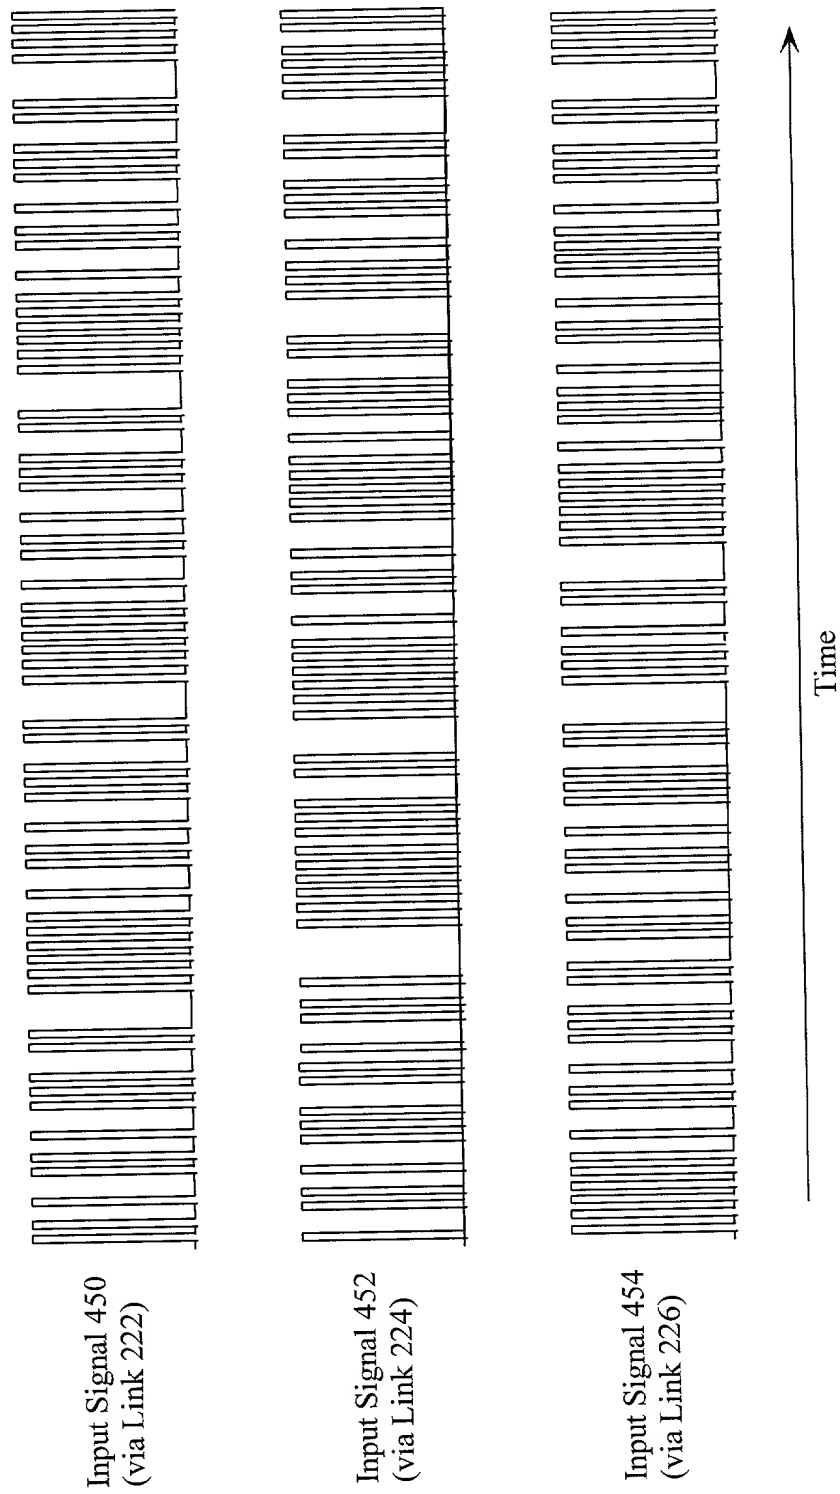 Input Signal 450
(via Link 222)
Input Signal 452
(via Link 224)
Input Signal 454
(via Link 226)
Time